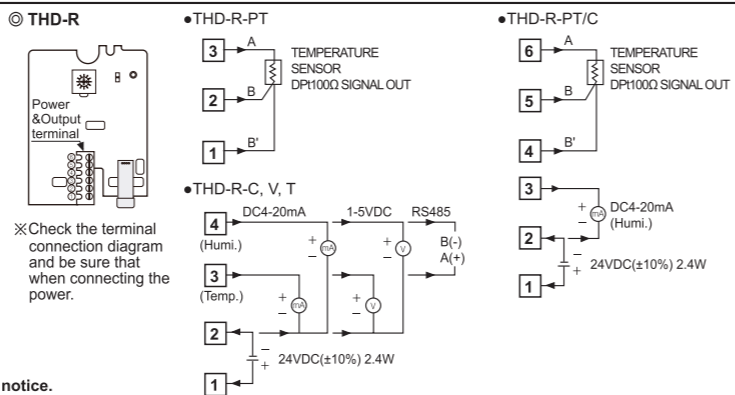 ◎ THD-R
Power
&Output
terminal
※Check the terminal
connection diagram
and be sure that
when connecting the
power.
notice.
●THD-R-PT
3
A
TEMPERATURE
SENSOR
DPt100Ω SIGNAL OUT
2
B
1
B'
●THD-R-C, V, T
4
DC4-20mA
1-5VDC
RS485
(Humi.)
+
mA
−
+
V
−
B(-)
A(+)
3
(Temp.)
+
mA
−
+
V
−
2
−
+
24VDC(±10%) 2.4W
1
●THD-R-PT/C
6
A
TEMPERATURE
SENSOR
DPt100Ω SIGNAL OUT
5
B
4
B'
3
+
mA
−
DC4-20mA
(Humi.)
2
−
+
24VDC(±10%) 2.4W
1